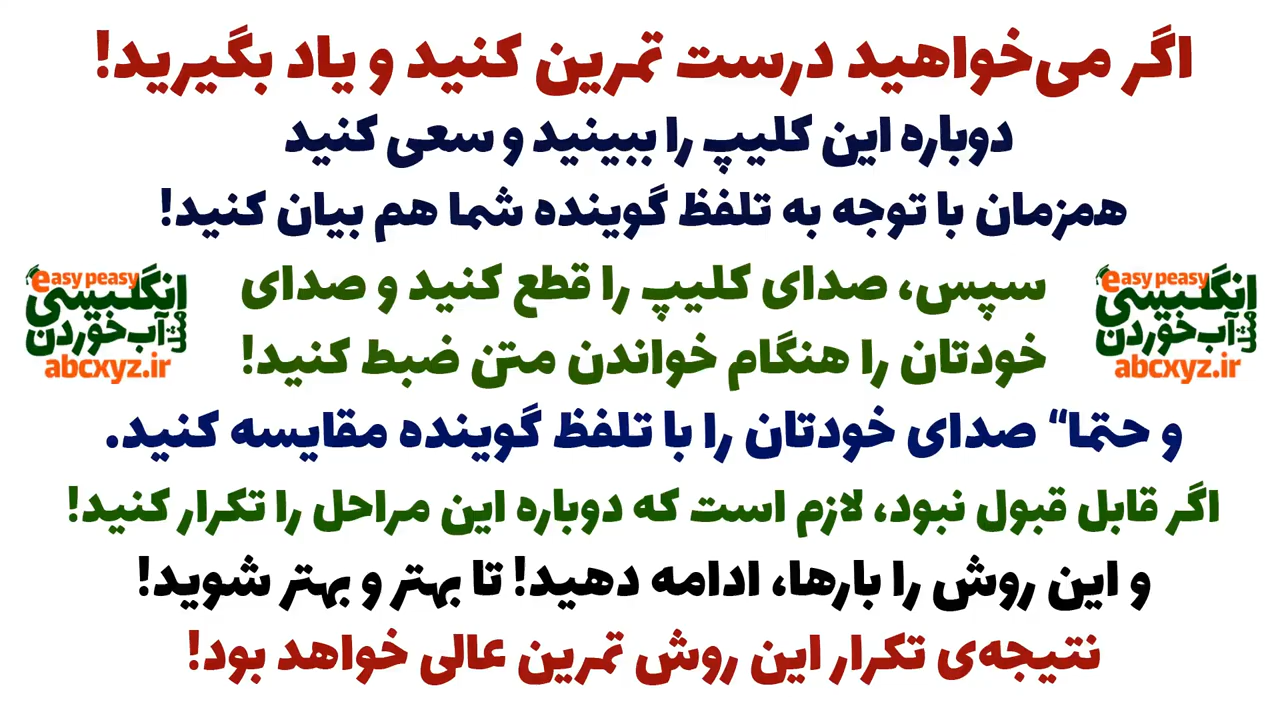 اگر می‌خواهید درست تمرین کنید و یاد بگیرید!
دوباره این کلیپ را ببینید و سعی کنید
همزمان با توجه به تلفظ گوینده شما هم بیان کنید!
سپس، صدای کلیپ را قطع کنید و صدای
خودتان را هنگام خواندن متن ضبط کنید!
easy peasy
انگلیسی
مثل آب خوردن
abcxyz.ir
easy peasy
انگلیسی
مثل آب خوردن
abcxyz.ir
و حتما“ صدای خودتان را با تلفظ گوینده مقایسه کنید.
اگر قابل قبول نبود، لازم است که دوباره این مراحل را تکرار کنید!
و این روش را بارها، ادامه دهید! تا بهتر و بهتر شوید!
نتیجه‌ی تکرار این روش تمرین عالی خواهد بود!